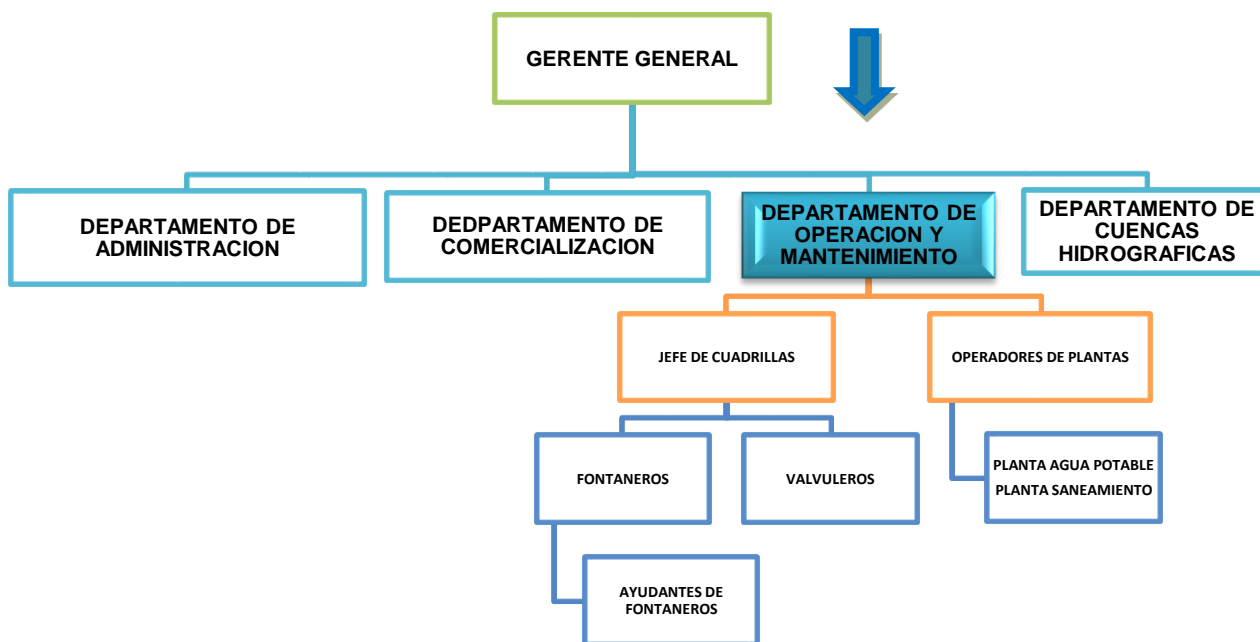 GERENTE GENERAL
DEPARTAMENTO DE
ADMINISTRACION
DEDPARTAMENTO DE
COMERCIALIZACION
DEPARTAMENTO DE
OPERACION Y
MANTENIMIENTO
DEPARTAMENTO DE
CUENCAS
HIDROGRAFICAS
JEFE DE CUADRILLAS
OPERADORES DE PLANTAS
FONTANEROS
VALVULEROS
PLANTA AGUA POTABLE
PLANTA SANEAMIENTO
AYUDANTES DE
FONTANEROS